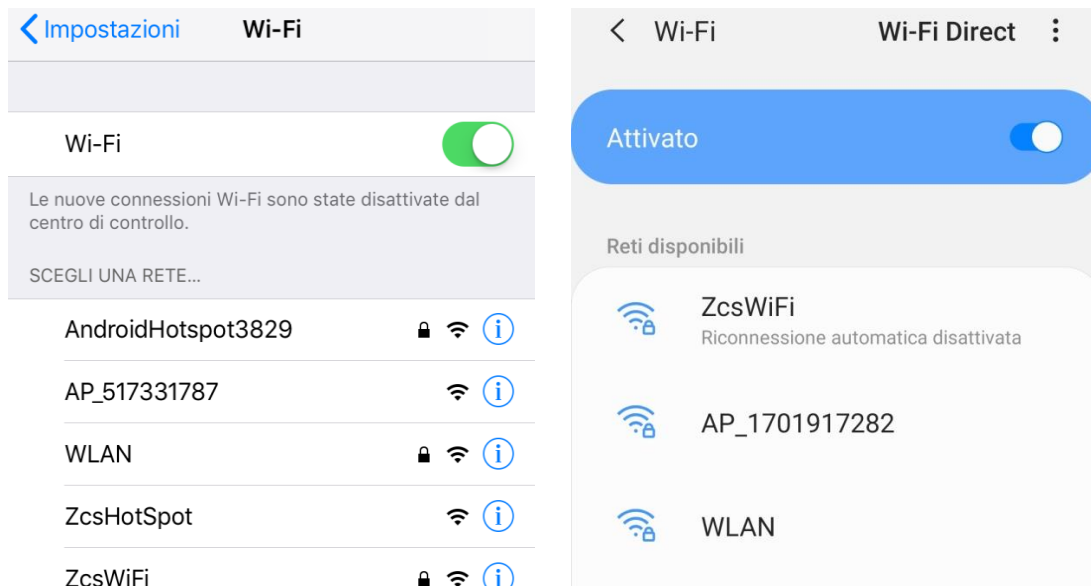 Impostazioni
Wi-Fi
Wi-Fi
Le nuove connessioni Wi-Fi sono state disattivate dal
centro di controllo.
SCEGLI UNA RETE...
AndroidHotspot3829
AP_517331787
WLAN
ZcsHotSpot
ZcsWiFi
Wi-Fi
Wi-Fi Direct
Attivato
Reti disponibili
ZcsWiFi
Riconnessione automatica disattivata
AP_1701917282
WLAN